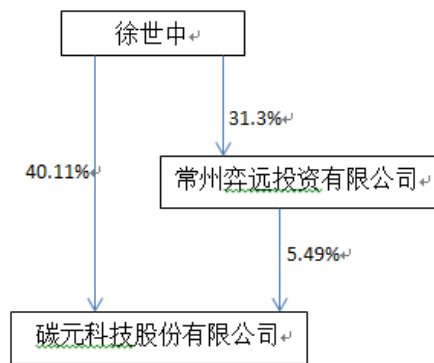 徐世中
31.3%
40.11%
常州弈远投资有限公司
5.49%
碳元科技股份有限公司